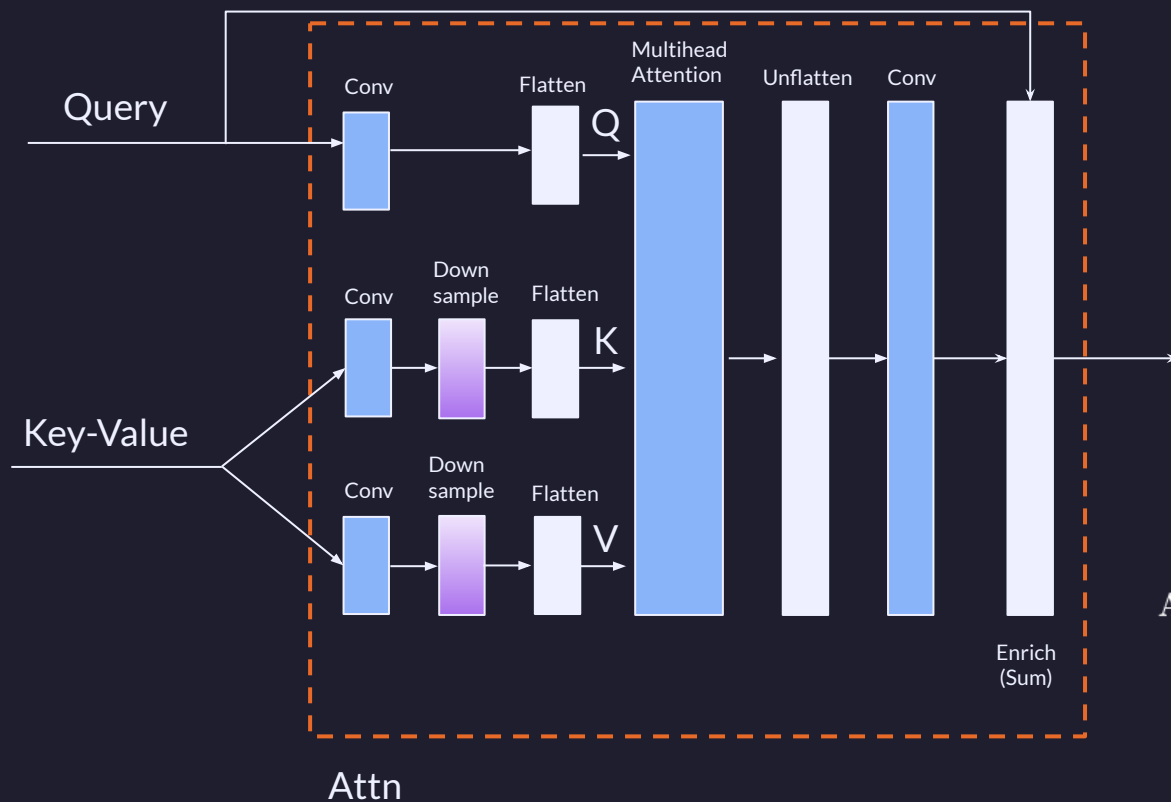 Query
Conv
Flatten
Q
Multihead
Attention
Unflatten
Conv
Key-Value
Conv
Down
sample
Flatten
K
Conv
Down
sample
Flatten
V
Enrich
(Sum)
A
Attn